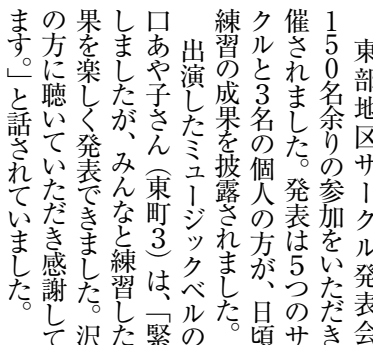 東部地区サークル発表会
150名余りの参加をいただき
催されました。発表は5つのサ
クルと3名の個人の方が、日頃
練習の成果を披露されました。
出演したミュージックベルの
口あや子さん（東町3）は、「緊
しましたが、みんなと練習した
果を楽しく発表できました。沢
の方に聴いていただき感謝して
ます。」と話されていました。